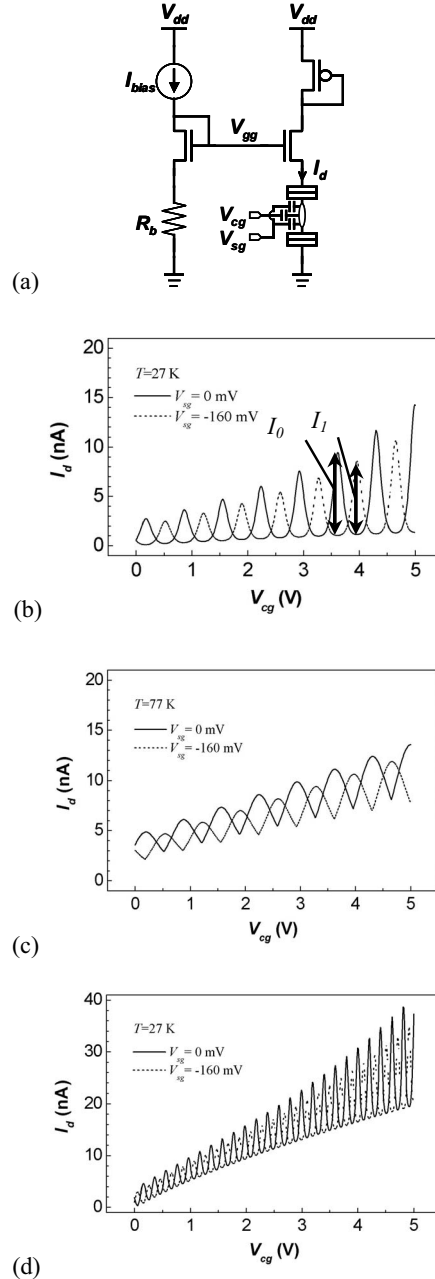 V_dd V_dd
I_bias
V_gg
I_d
R_b
V_cg
V_sg
(a)
20
15
10
5
0
I_d (nA)
T=27 K
V_sg= 0 mV
V_sg= -160 mV
I_0 I_1
0 1 2 3 4 5
V_cg (V)
(b)
20
15
10
5
0
I_d (nA)
T=77 K
V_sg= 0 mV
V_sg= -160 mV
0 1 2 3 4 5
V_cg (V)
(c)
40
30
20
10
0
I_d (nA)
T=27 K
V_sg= 0 mV
V_sg= -160 mV
0 1 2 3 4 5
V_cg (V)
(d)